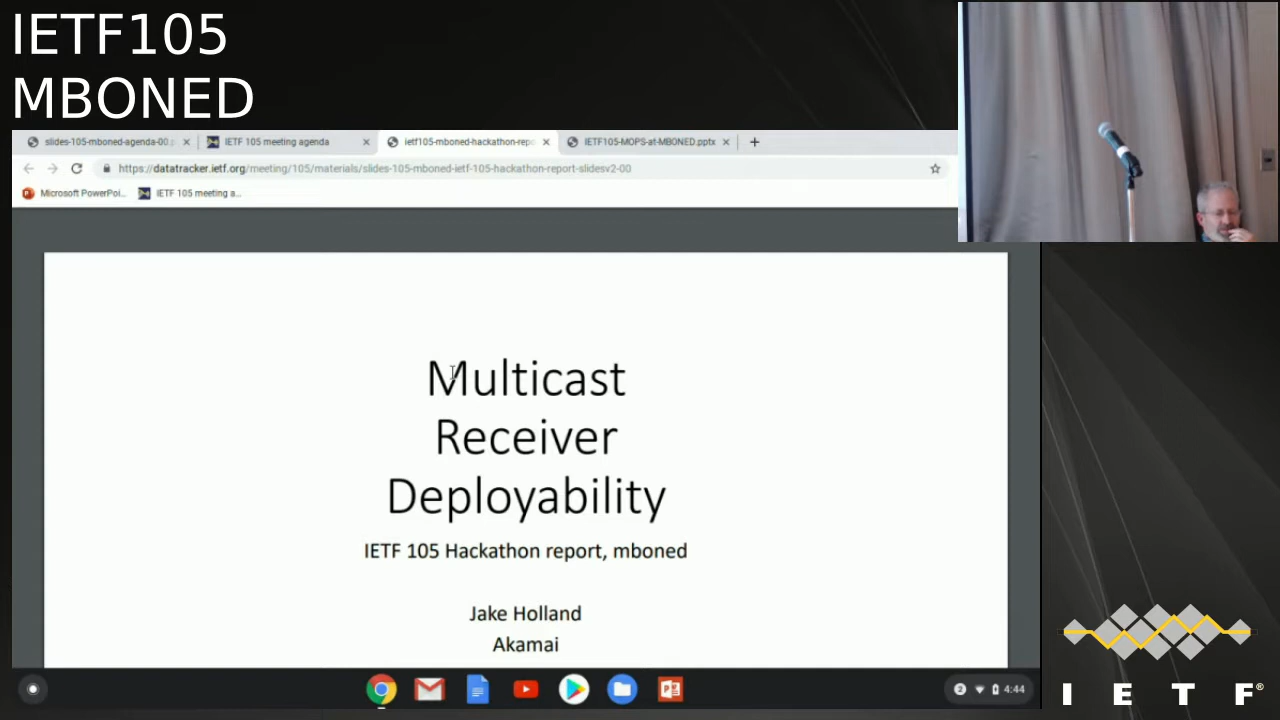 IETF105
MBONED
slides-105-mboned-agenda-00.p
IETF 105 meeting agenda
ietf105-mboned-hackathon-repo
IETF105-MOPS-at-MBONED.pptx
https://datatracker.ietf.org/meeting/105/materials/slides-105-mboned-ietf-105-hackathon-report-slidesv2-00
Microsoft PowerPoi...
IETF 105 meeting a...
Multicast
Receiver
Deployability
IETF 105 Hackathon report, mboned
Jake Holland
Akamai
2
4:44
I E T F®